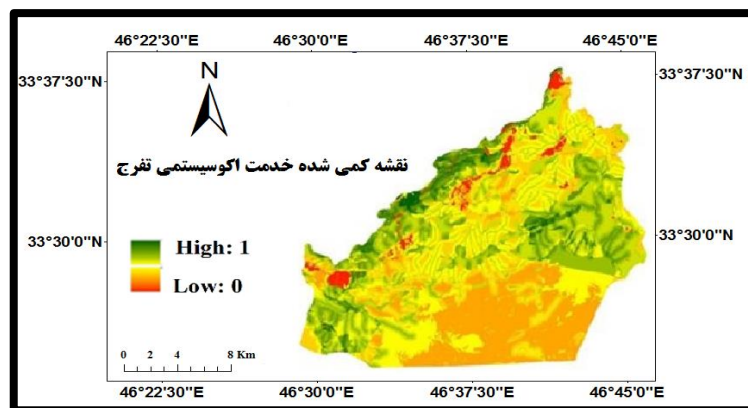 46°22'30"E 46°30'0"E 46°37'30"E 46°45'0"E
33°37'30"N 33°37'30"N
N
نقشه کمی شده خدمت اکوسیستمی تفرج
33°30'0"N 33°30'0"N
High: 1
Low: 0
0 2 4 8 Km
46°22'30"E 46°30'0"E 46°37'30"E 46°45'0"E